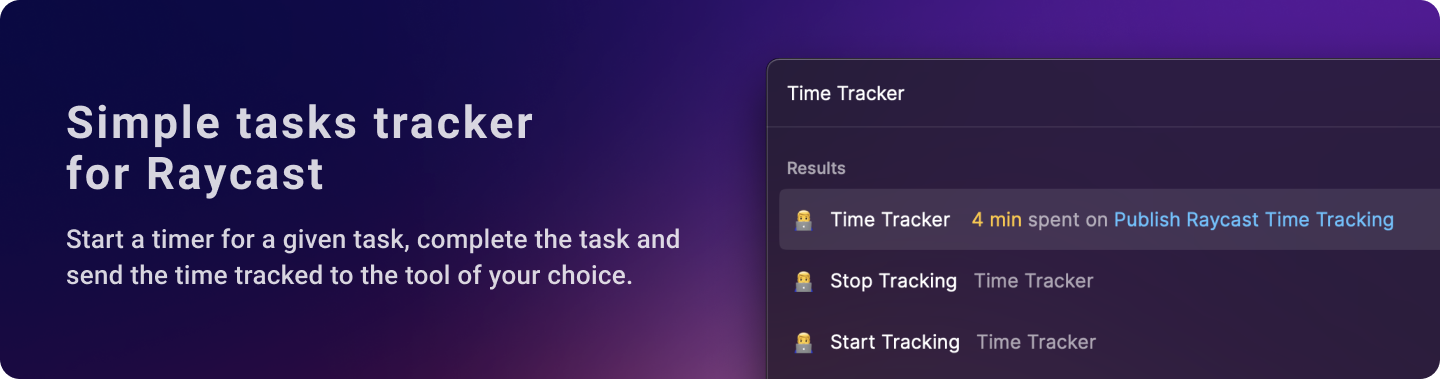 Simple tasks tracker
for Raycast
Start a timer for a given task, complete the task and
send the time tracked to the tool of your choice.
Time Tracker
Results
Time Tracker 4 min spent on Publish Raycast Time Tracking
Stop Tracking Time Tracker
Start Tracking Time Tracker